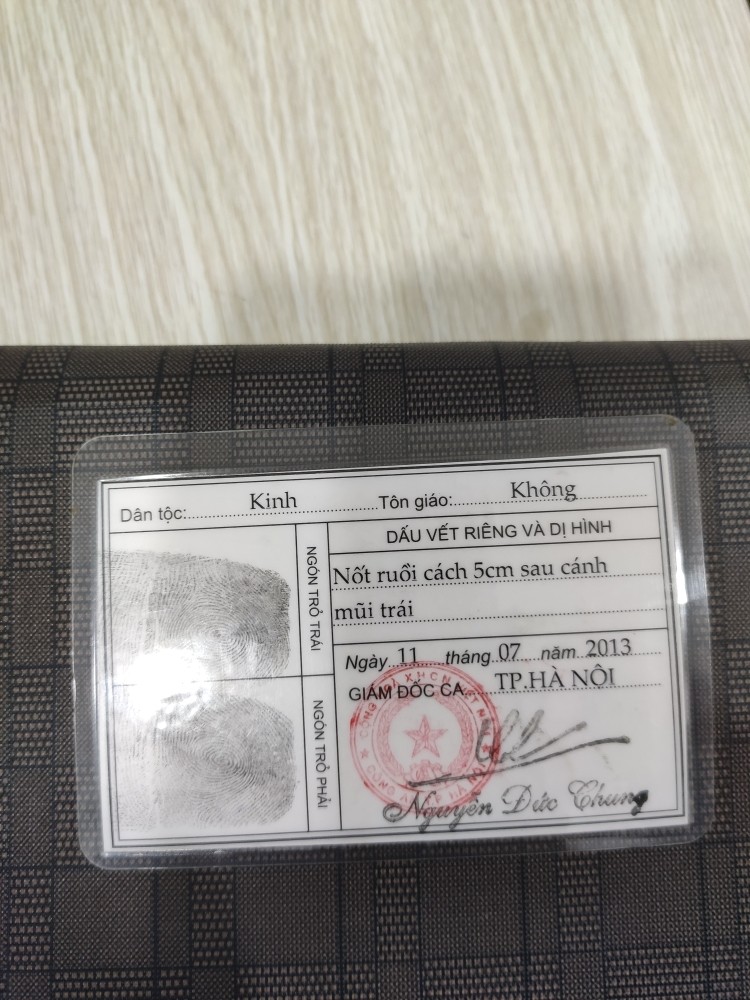 Dân tộc: Kinh Tôn giáo: Không
NGÓN TRỎ TRÁI
NGÓN TRỎ PHẢI
DẤU VẾT RIÊNG VÀ DỊ HÌNH
Nốt ruồi cách 5cm sau cánh
mũi trái
Ngày 11 tháng 07 năm 2013
GIÁM ĐỐC CA TP.HÀ NỘI
Nguyễn Đức Chung